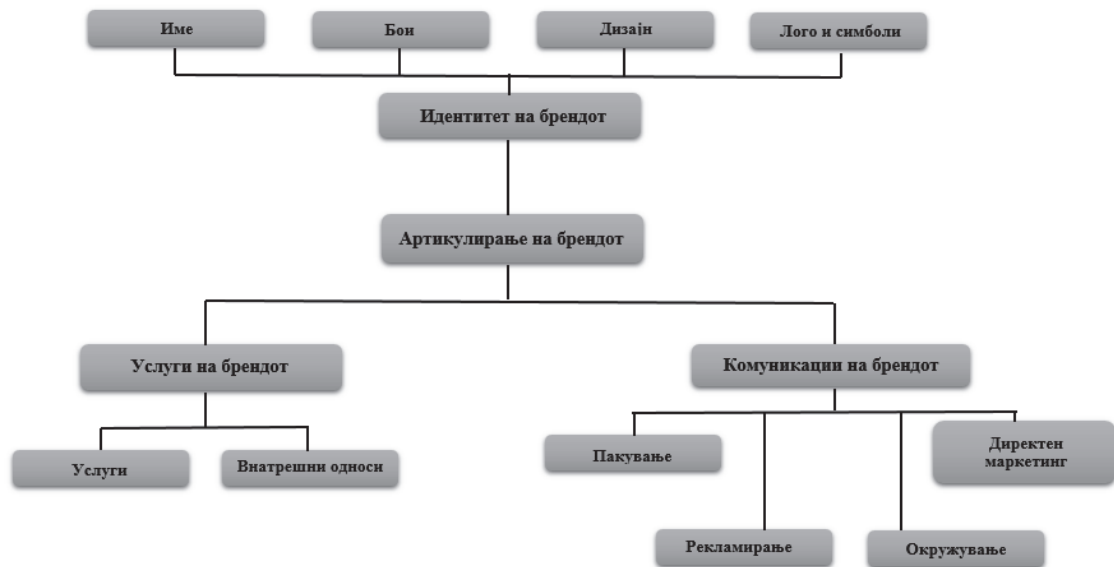 Име
Бои
Дизајн
Лого и симболи
Идентитет на брендот
Артикулирање на брендот
Услуги на брендот
Комуникации на брендот
Услуги
Внатрешни односи
Пакување
Директен
маркетинг
Рекламирање
Окружување